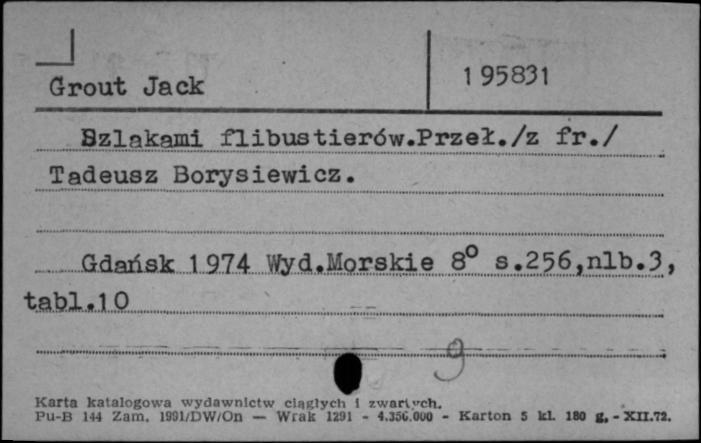 Grout Jack
195831
Szlakami flibustierów.Przeł./z fr./
Tadeusz Borysiewicz.
Gdańsk 1974 Wyd.Morskie 8° s.256,nlb.3,
tabl.10
9
Karta katalogowa wydawnictw ciągłych i zwartych.
Pu-B 144 Zam. 1991/DW/On — Wrak 1291 - 4.350.000 - Karton 5 kl. 180 g. - XII.72.